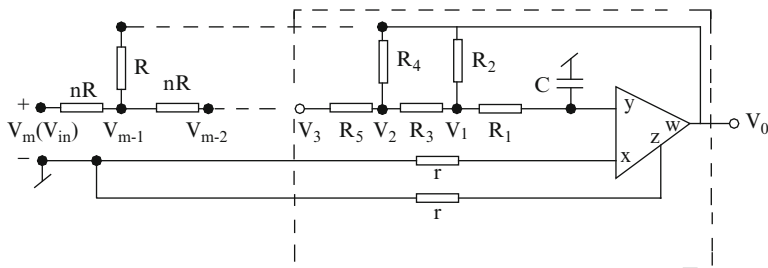 R
R₄
R₂
C
nR
nR
+
y
w
V₀
Vₘ(Vᵢₙ)
Vₘ₋₁
Vₘ₋₂
V₃
R₅
V₂
R₃
V₁
R₁
z
−
x
r
r